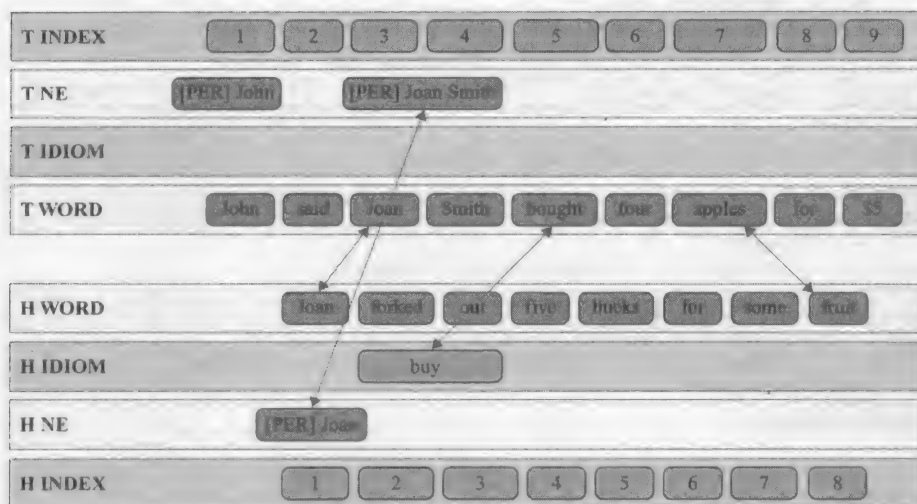 T INDEX 1 2 3 4 5 6 7 8 9
T NE [PER] John [PER] Joan Smith
T IDIOM
T WORD John said Joan Smith bought four apples for $5
H WORD Joan forked out five bucks for some fruit
H IDIOM buy
H NE [PER] Joan
H INDEX 1 2 3 4 5 6 7 8